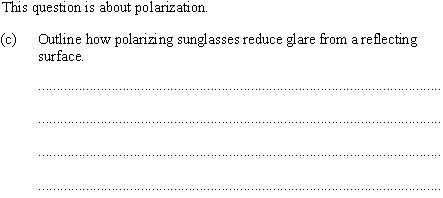 This question is about polarization.
(c) Outline how polarizing sunglasses reduce glare from a reflecting
surface.